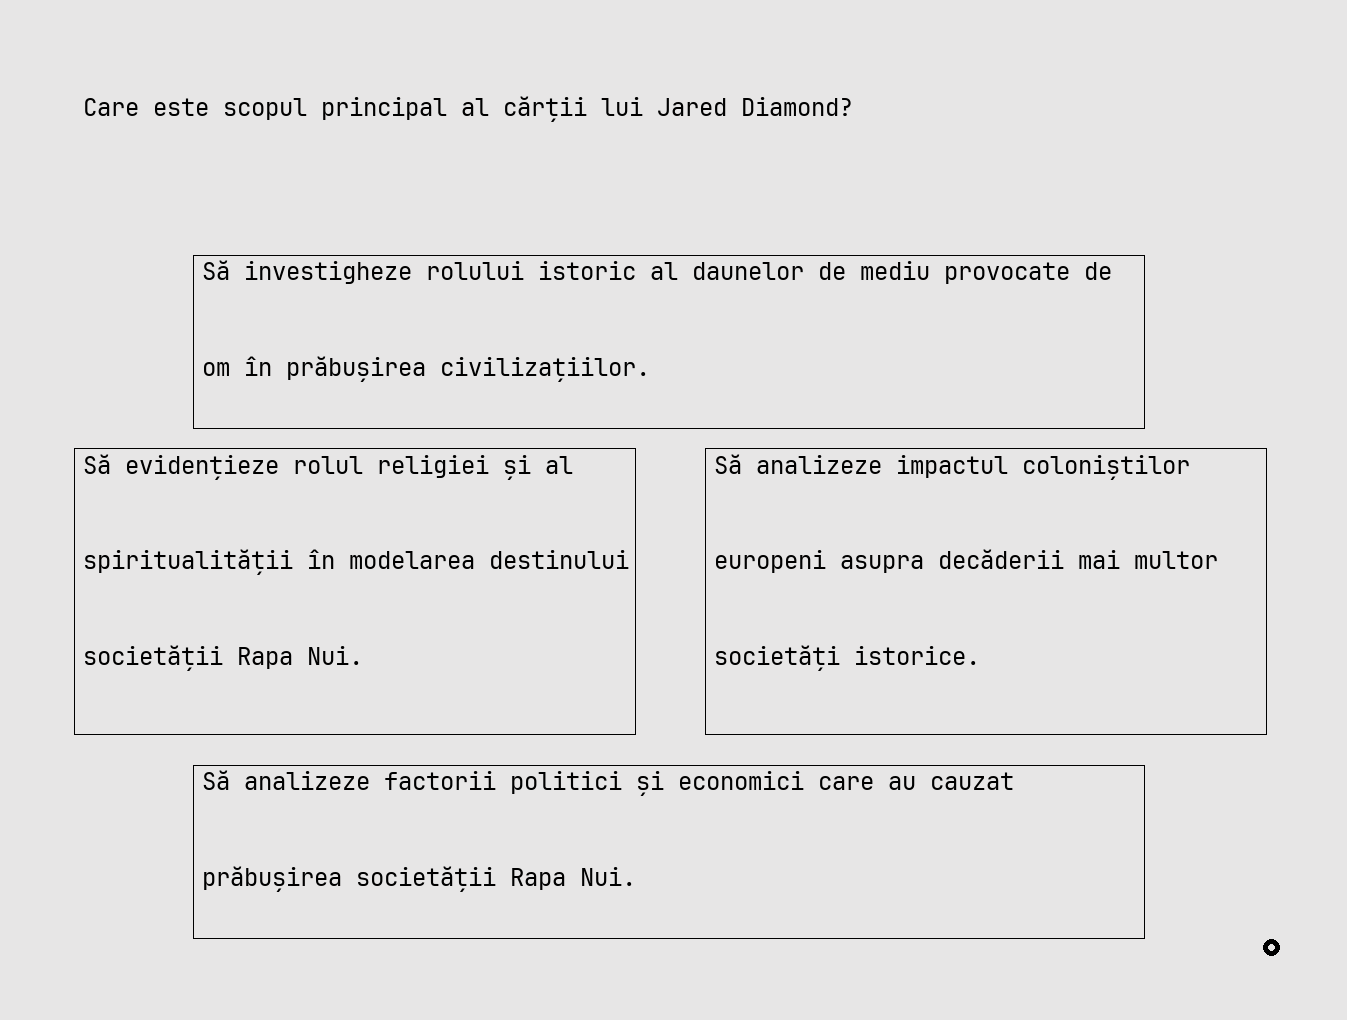 Care este scopul principal al cărții lui Jared Diamond?
Să investigheze rolului istoric al daunelor de mediu provocate de
om în prăbușirea civilizațiilor.
Să evidențieze rolul religiei și al
spiritualității în modelarea destinului
societății Rapa Nui.
Să analizeze impactul coloniștilor
europeni asupra decăderii mai multor
societăți istorice.
Să analizeze factorii politici și economici care au cauzat
prăbușirea societății Rapa Nui.